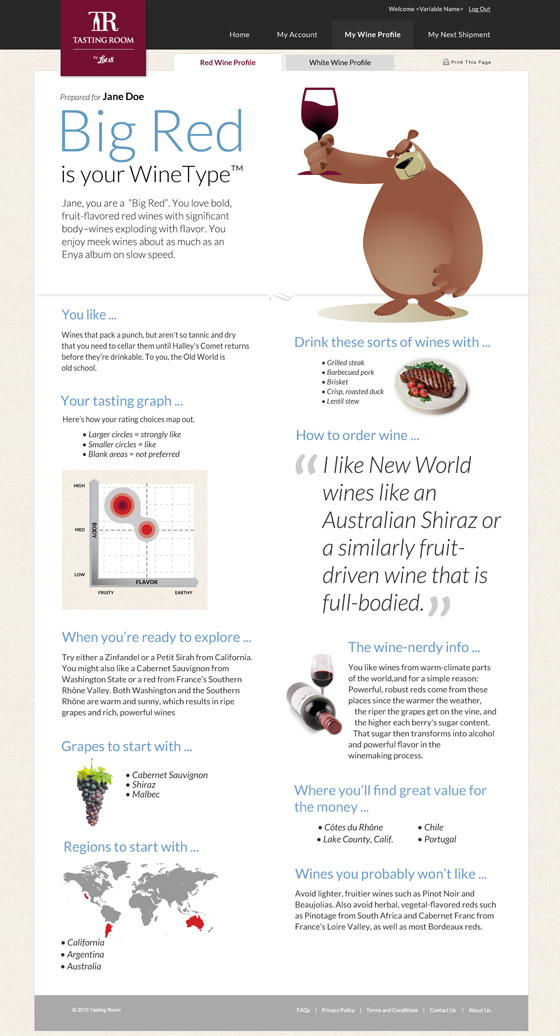 Welcome <Variable Name> Log Out
TR
TASTING ROOM
by Lot18
Home My Account My Wine Profile My Next Shipment
Red Wine Profile White Wine Profile Print This Page
Prepared for Jane Doe
Big Red
is your WineType™
Jane, you are a “Big Red”. You love bold,
fruit-flavored red wines with significant
body–wines exploding with flavor. You
enjoy meek wines about as much as an
Enya album on slow speed.
You like ...
Wines that pack a punch, but aren't so tannic and dry
that you need to cellar them until Halley's Comet returns
before they're drinkable. To you, the Old World is
old school.
Your tasting graph ...
Here's how your rating choices map out.
• Larger circles = strongly like
• Smaller circles = like
• Blank areas = not preferred
HIGH
MED
LOW
BODY
FLAVOR
FRUITY EARTHY
When you're ready to explore ...
Try either a Zinfandel or a Petit Sirah from California.
You might also like a Cabernet Sauvignon from
Washington State or a red from France's Southern
Rhône Valley. Both Washington and the Southern
Rhône are warm and sunny, which results in ripe
grapes and rich, powerful wines
Grapes to start with ...
• Cabernet Sauvignon
• Shiraz
• Malbec
Regions to start with ...
• California
• Argentina
• Australia
Drink these sorts of wines with ...
• Grilled steak
• Barbecued pork
• Brisket
• Crisp, roasted duck
• Lentil stew
How to order wine ...
“ I like New World
wines like an
Australian Shiraz or
a similarly fruit-
driven wine that is
full-bodied. ”
The wine-nerdy info ...
You like wines from warm-climate parts
of the world,and for a simple reason:
Powerful, robust reds come from these
places since the warmer the weather,
the riper the grapes get on the vine, and
the higher each berry's sugar content.
That sugar then transforms into alcohol
and powerful flavor in the
winemaking process.
Where you'll find great value for
the money ...
• Côtes du Rhône • Chile
• Lake County, Calif. • Portugal
Wines you probably won't like ...
Avoid lighter, fruitier wines such as Pinot Noir and
Beaujolias. Also avoid herbal, vegetal-flavored reds such
as Pinotage from South Africa and Cabernet Franc from
France's Loire Valley, as well as most Bordeaux reds.
© 2013 Tasting Room FAQs | Privacy Policy | Terms and Conditions | Contact Us | About Us